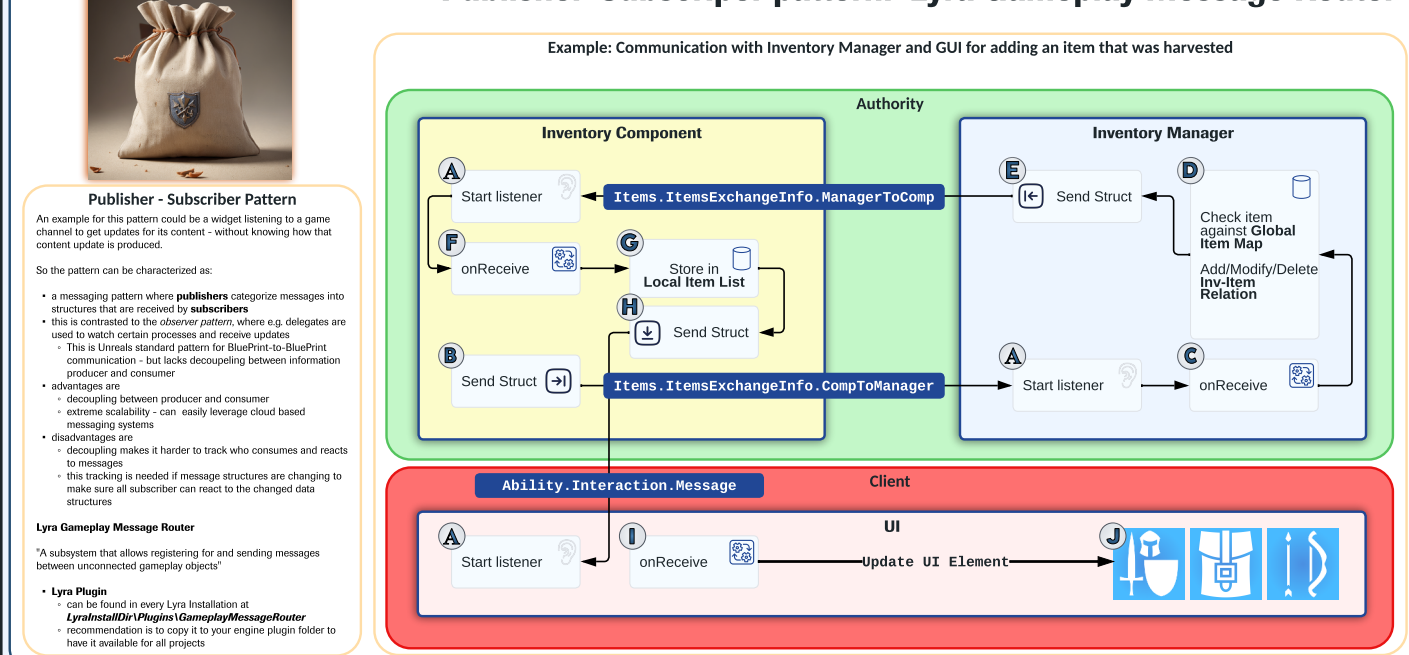 Publisher-Subscriber pattern: Lyra Gameplay Message Router
Publisher - Subscriber Pattern
An example for this pattern could be a widget listening to a game
channel to get updates for its content - without knowing how that
content update is produced.
So the pattern can be characterized as:
• a messaging pattern where publishers categorize messages into
structures that are received by subscribers
• this is contrasted to the observer pattern, where e.g. delegates are
used to watch certain processes and receive updates
◦ This is Unreals standard pattern for BluePrint-to-BluePrint
communication - but lacks decoupeling between information
producer and consumer
• advantages are
◦ decoupling between producer and consumer
◦ extreme scalability - can easily leverage cloud based
messaging systems
• disadvantages are
◦ decoupling makes it harder to track who consumes and reacts
to messages
◦ this tracking is needed if message structures are changing to
make sure all subscriber can react to the changed data
structures
Lyra Gameplay Message Router
"A subsystem that allows registering for and sending messages
between unconnected gameplay objects"
• Lyra Plugin
◦ can be found in every Lyra Installation at
LyraInstallDir\Plugins\GameplayMessageRouter
◦ recommendation is to copy it to your engine plugin folder to
have it available for all projects
Example: Communication with Inventory Manager and GUI for adding an item that was harvested
Authority
Inventory Component
A
Start listener
Items.ItemsExchangeInfo.ManagerToComp
F
onReceive
G
Store in
Local Item List
H
Send Struct
B
Send Struct
Items.ItemsExchangeInfo.CompToManager
Inventory Manager
E
Send Struct
D
Check item
against Global
Item Map
Add/Modify/Delete
Inv-Item
Relation
A
Start listener
C
onReceive
Client
Ability.Interaction.Message
UI
A
Start listener
I
onReceive
Update UI Element
J